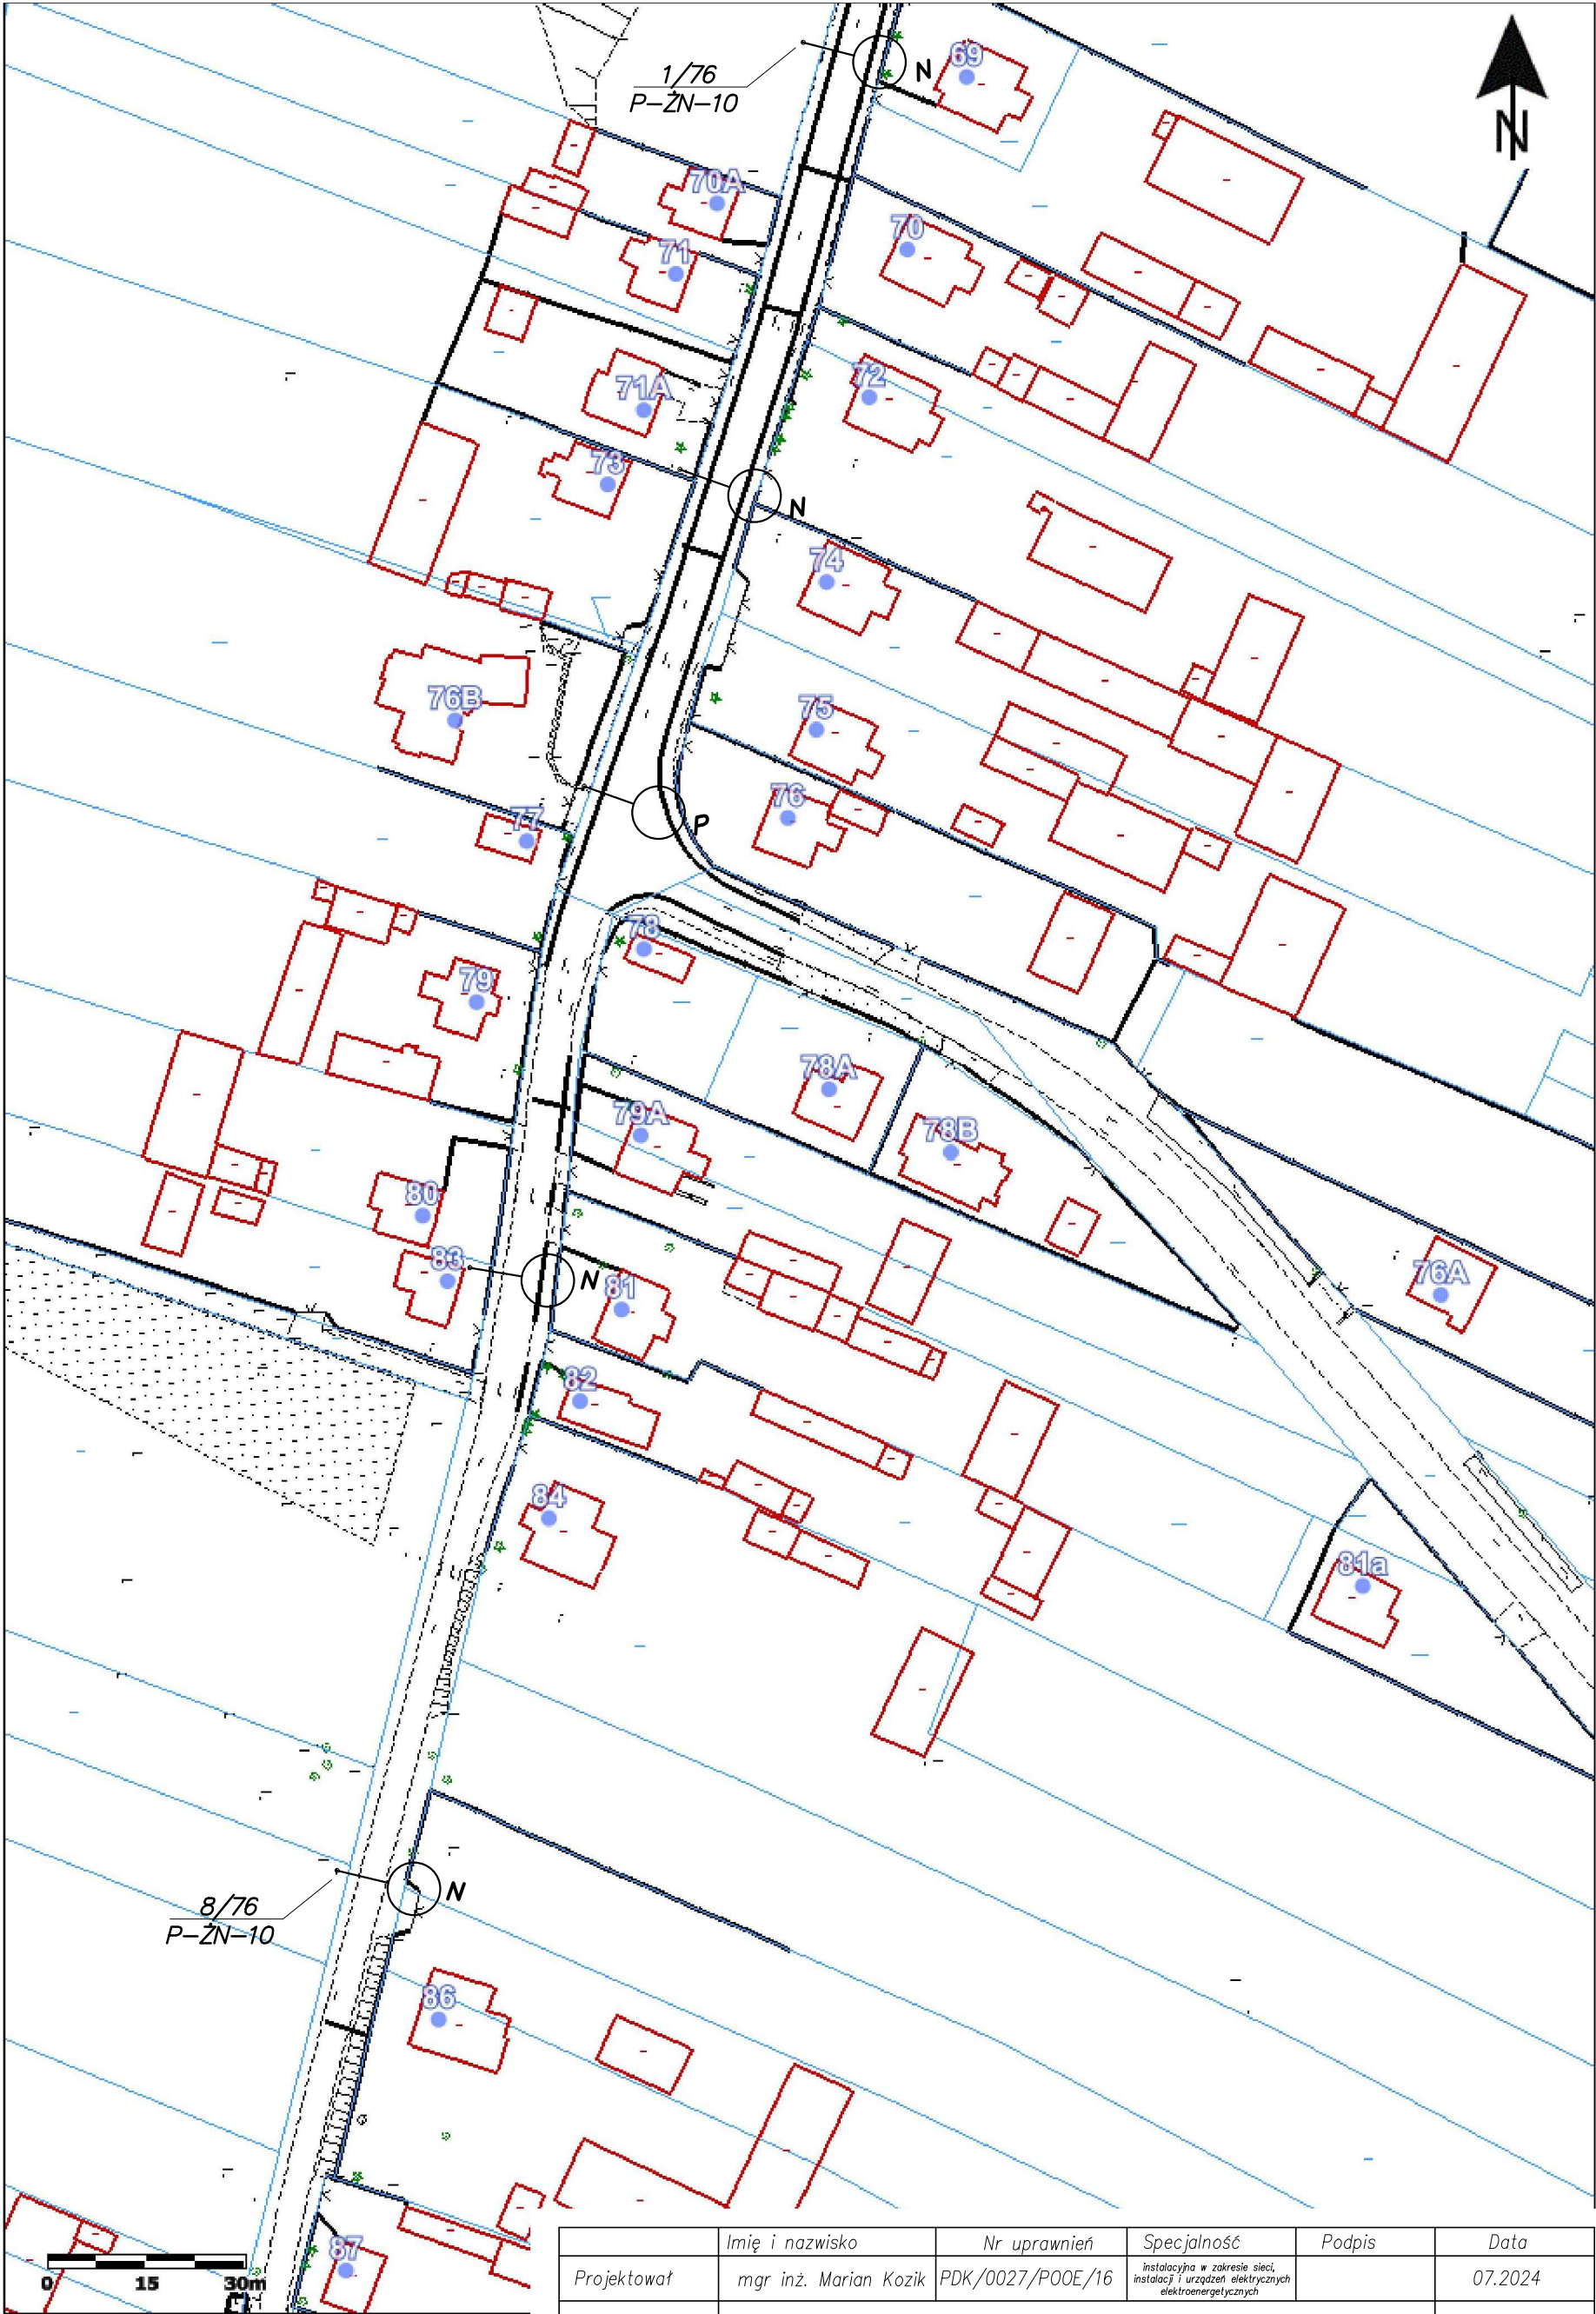 69
1/76
N
P-ŻN-10
N
70A
70
71
71A
72
73
N
74
76B
75
76
77
P
78
79
78A
79A
78B
80
83
N
81
76A
82
84
81a
8/76
N
P-ŻN-10
86
87
0 15 30m
Imię i nazwisko Nr uprawnień Specjalność Podpis Data
Projektował mgr inż. Marian Kozik PDK/0027/POOE/16 instalacyjna w zakresie sieci, 07.2024
instalacji i urządzeń elektrycznych
elektroenergetycznych